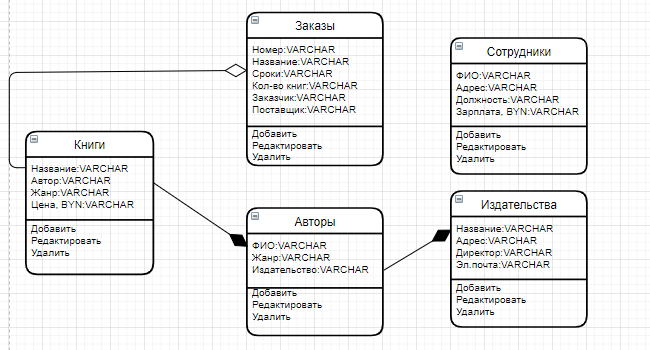 Заказы
Номер:VARCHAR
Название:VARCHAR
Сроки:VARCHAR
Кол-во книг:VARCHAR
Заказчик:VARCHAR
Поставщик:VARCHAR
Добавить
Редактировать
Удалить
Сотрудники
ФИО:VARCHAR
Адрес:VARCHAR
Должность:VARCHAR
Зарплата, BYN:VARCHAR
Добавить
Редактировать
Удалить
Книги
Название:VARCHAR
Автор:VARCHAR
Жанр:VARCHAR
Цена, BYN:VARCHAR
Добавить
Редактировать
Удалить
Авторы
ФИО:VARCHAR
Жанр:VARCHAR
Издательство:VARCHAR
Добавить
Редактировать
Удалить
Издательства
Название:VARCHAR
Адрес:VARCHAR
Директор:VARCHAR
Эл.почта:VARCHAR
Добавить
Редактировать
Удалить